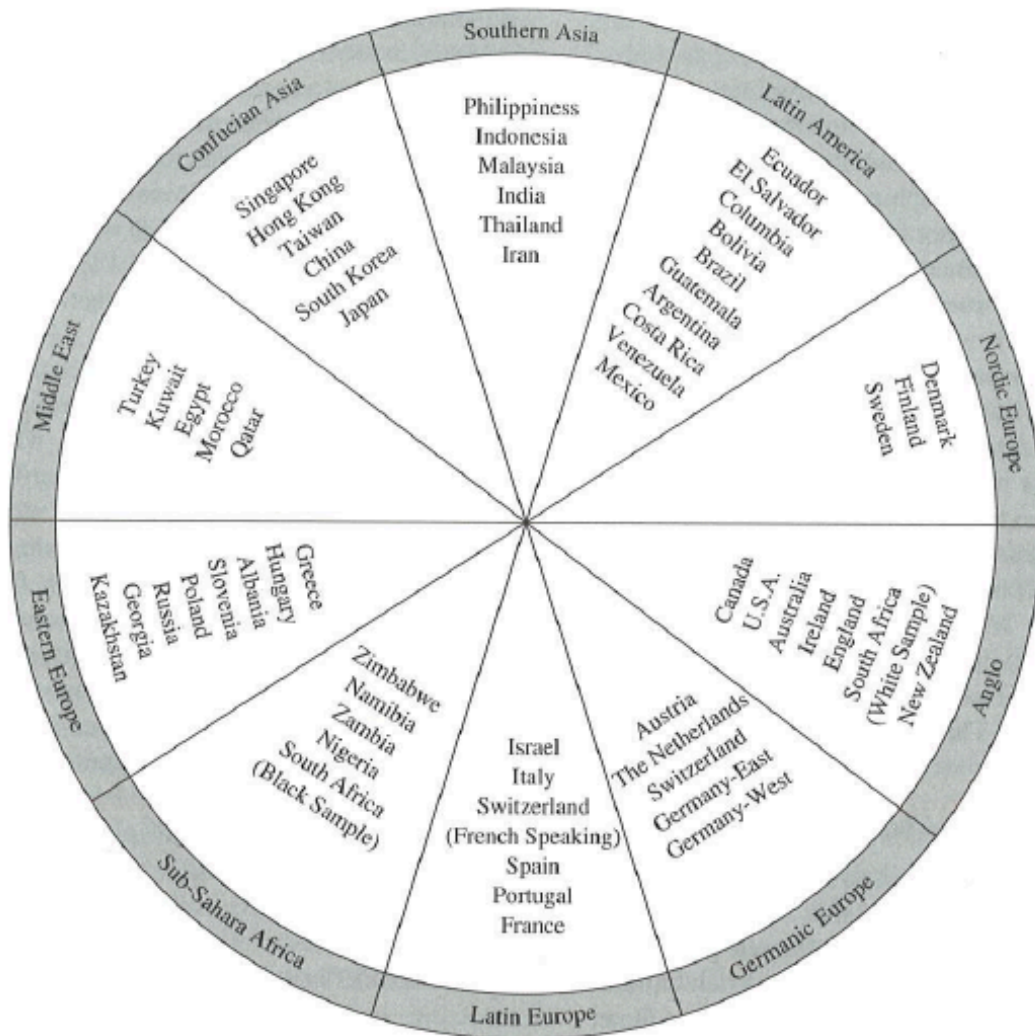 Southern Asia
Philippiness
Indonesia
Malaysia
India
Thailand
Iran
Latin America
Ecuador
El Salvador
Columbia
Bolivia
Brazil
Guatemala
Argentina
Costa Rica
Venezuela
Mexico
Nordic Europe
Denmark
Finland
Sweden
Anglo
Canada
U.S.A.
Australia
Ireland
England
South Africa
(White Sample)
New Zealand
Germanic Europe
Austria
The Netherlands
Switzerland
Germany-East
Germany-West
Latin Europe
Israel
Italy
Switzerland
(French Speaking)
Spain
Portugal
France
Sub-Sahara Africa
Zimbabwe
Namibia
Zambia
Nigeria
South Africa
(Black Sample)
Eastern Europe
Greece
Hungary
Albania
Slovenia
Poland
Russia
Georgia
Kazakhstan
Middle East
Turkey
Kuwait
Egypt
Morocco
Qatar
Confucian Asia
Singapore
Hong Kong
Taiwan
China
South Korea
Japan